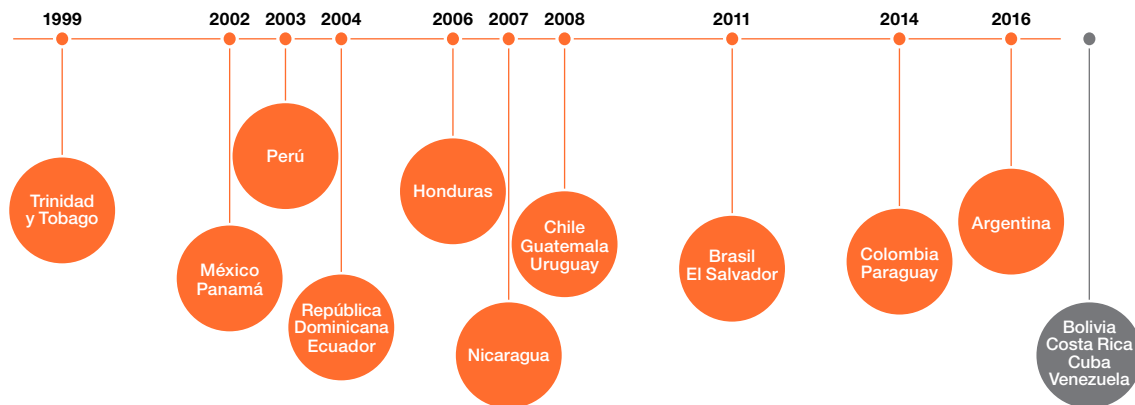 1999
2002
2003
2004
2006
2007
2008
2011
2014
2016
Trinidad
y Tobago
México
Panamá
Perú
República
Dominicana
Ecuador
Honduras
Nicaragua
Chile
Guatemala
Uruguay
Brasil
El Salvador
Colombia
Paraguay
Argentina
Bolivia
Costa Rica
Cuba
Venezuela